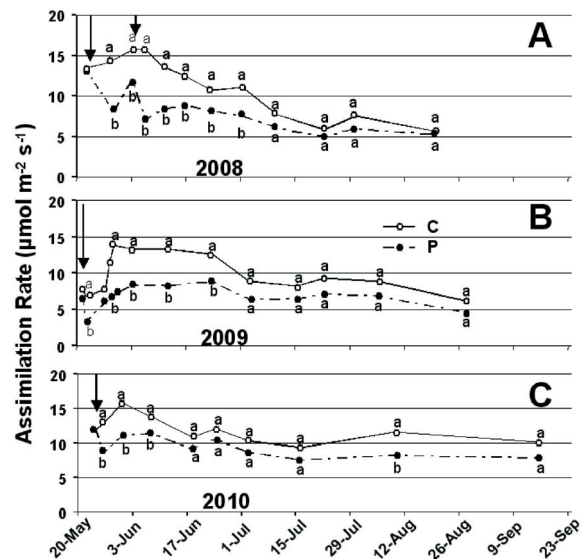 Assimilation Rate (µmol m⁻² s⁻¹)
20
15
10
5
0
A
a a a a a a a a a a a
b b b b b b b a a a a
2008
20
15
10
5
0
B
C
P
a a a a a a a a a a
b b b b b a a a a a
2009
20
15
10
5
0
C
a a a a a a a a a
b b b a b a a b a
2010
20-May
3-Jun
17-Jun
1-Jul
15-Jul
29-Jul
12-Aug
26-Aug
9-Sep
23-Sep